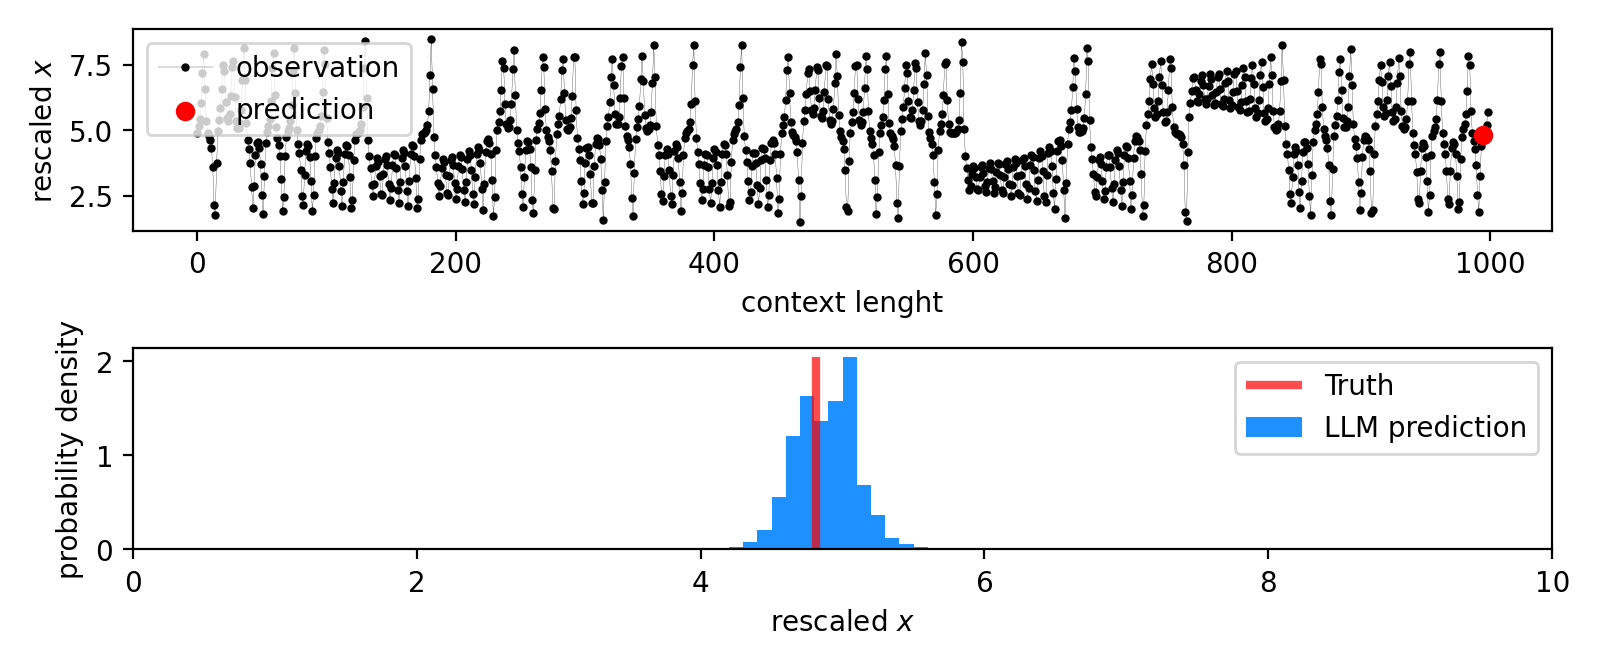 rescaled x
7.5
5.0
2.5
observation
prediction
0
200
400
600
800
1000
context lenght
probability density
2
1
0
Truth
LLM prediction
0
2
4
6
8
10
rescaled x